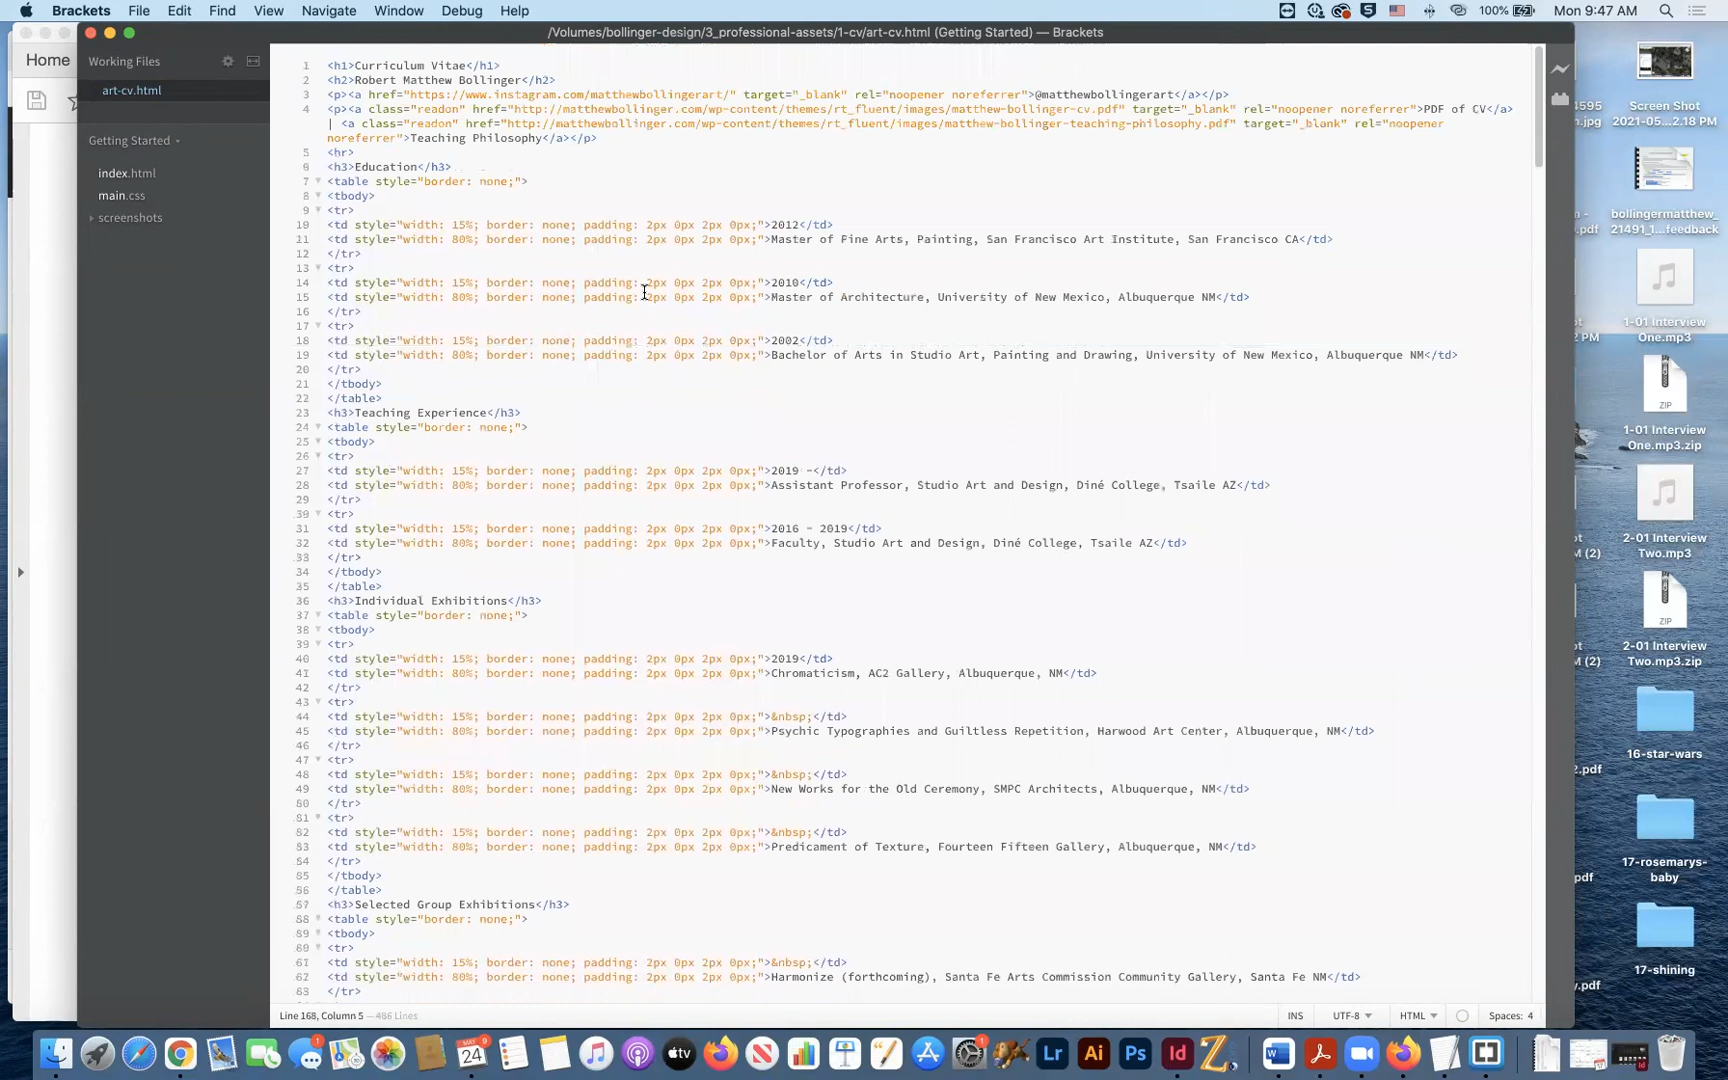 Brackets File Edit Find View Navigate Window Debug Help
100% Mon 9:47 AM
/Volumes/bollinger-design/3_professional-assets/1-cv/art-cv.html (Getting Started) — Brackets
Home
Working Files
art-cv.html
Getting Started
index.html
main.css
screenshots
1 <h1>Curriculum Vitae</h1>
2 <h2>Robert Matthew Bollinger</h2>
3 <p><a href="https://www.instagram.com/matthewbollingerart/" target="_blank" rel="noopener noreferrer">@matthewbollingerart</a></p>
4 <p><a class="readon" href="http://matthewbollinger.com/wp-content/themes/rt_fluent/images/matthew-bollinger-cv.pdf" target="_blank" rel="noopener noreferrer">PDF of CV</a>
| <a class="readon" href="http://matthewbollinger.com/wp-content/themes/rt_fluent/images/matthew-bollinger-teaching-philosophy.pdf" target="_blank" rel="noopener
noreferrer">Teaching Philosophy</a></p>
5 <hr>
6 <h3>Education</h3>
7 <table style="border: none;">
8 <tbody>
9 <tr>
10 <td style="width: 15%; border: none; padding: 2px 0px 2px 0px;">2012</td>
11 <td style="width: 80%; border: none; padding: 2px 0px 2px 0px;">Master of Fine Arts, Painting, San Francisco Art Institute, San Francisco CA</td>
12 </tr>
13 <tr>
14 <td style="width: 15%; border: none; padding: 2px 0px 2px 0px;">2010</td>
15 <td style="width: 80%; border: none; padding: 2px 0px 2px 0px;">Master of Architecture, University of New Mexico, Albuquerque NM</td>
16 </tr>
17 <tr>
18 <td style="width: 15%; border: none; padding: 2px 0px 2px 0px;">2002</td>
19 <td style="width: 80%; border: none; padding: 2px 0px 2px 0px;">Bachelor of Arts in Studio Art, Painting and Drawing, University of New Mexico, Albuquerque NM</td>
20 </tr>
21 </tbody>
22 </table>
23 <h3>Teaching Experience</h3>
24 <table style="border: none;">
25 <tbody>
26 <tr>
27 <td style="width: 15%; border: none; padding: 2px 0px 2px 0px;">2019 -</td>
28 <td style="width: 80%; border: none; padding: 2px 0px 2px 0px;">Assistant Professor, Studio Art and Design, Diné College, Tsaile AZ</td>
29 </tr>
30 <tr>
31 <td style="width: 15%; border: none; padding: 2px 0px 2px 0px;">2016 - 2019</td>
32 <td style="width: 80%; border: none; padding: 2px 0px 2px 0px;">Faculty, Studio Art and Design, Diné College, Tsaile AZ</td>
33 </tr>
34 </tbody>
35 </table>
36 <h3>Individual Exhibitions</h3>
37 <table style="border: none;">
38 <tbody>
39 <tr>
40 <td style="width: 15%; border: none; padding: 2px 0px 2px 0px;">2019</td>
41 <td style="width: 80%; border: none; padding: 2px 0px 2px 0px;">Chromaticism, AC2 Gallery, Albuquerque, NM</td>
42 </tr>
43 <tr>
44 <td style="width: 15%; border: none; padding: 2px 0px 2px 0px;">&nbsp;</td>
45 <td style="width: 80%; border: none; padding: 2px 0px 2px 0px;">Psychic Typographies and Guiltless Repetition, Harwood Art Center, Albuquerque, NM</td>
46 </tr>
47 <tr>
48 <td style="width: 15%; border: none; padding: 2px 0px 2px 0px;">&nbsp;</td>
49 <td style="width: 80%; border: none; padding: 2px 0px 2px 0px;">New Works for the Old Ceremony, SMPC Architects, Albuquerque, NM</td>
</tr>
<tr>
<td style="width: 15%; border: none; padding: 2px 0px 2px 0px;">&nbsp;</td>
<td style="width: 80%; border: none; padding: 2px 0px 2px 0px;">Predicament of Texture, Fourteen Fifteen Gallery, Albuquerque, NM</td>
</tr>
</tbody>
</table>
<h3>Selected Group Exhibitions</h3>
<table style="border: none;">
<tbody>
<tr>
<td style="width: 15%; border: none; padding: 2px 0px 2px 0px;">&nbsp;</td>
<td style="width: 80%; border: none; padding: 2px 0px 2px 0px;">Harmonize (forthcoming), Santa Fe Arts Commission Community Gallery, Santa Fe NM</td>
</tr>
Line 168, Column 5 — 486 Lines
INS UTF-8 HTML Spaces: 4
Screen Shot
2021-05...2.18 PM
bollingermatthew_
21491_1...feedback
1-01 Interview
One.mp3
ZIP
1-01 Interview
One.mp3.zip
2-01 Interview
Two.mp3
ZIP
2-01 Interview
Two.mp3.zip
16-star-wars
17-rosemarys-
baby
17-shining
4595
m.jpg
).pdf
ot
2 PM
ot
M (2)
ot
M (2)
2.pdf
pdf
y.pdf
MAY
24
9
1
tv
Lr
Ai
Ps
Id
1